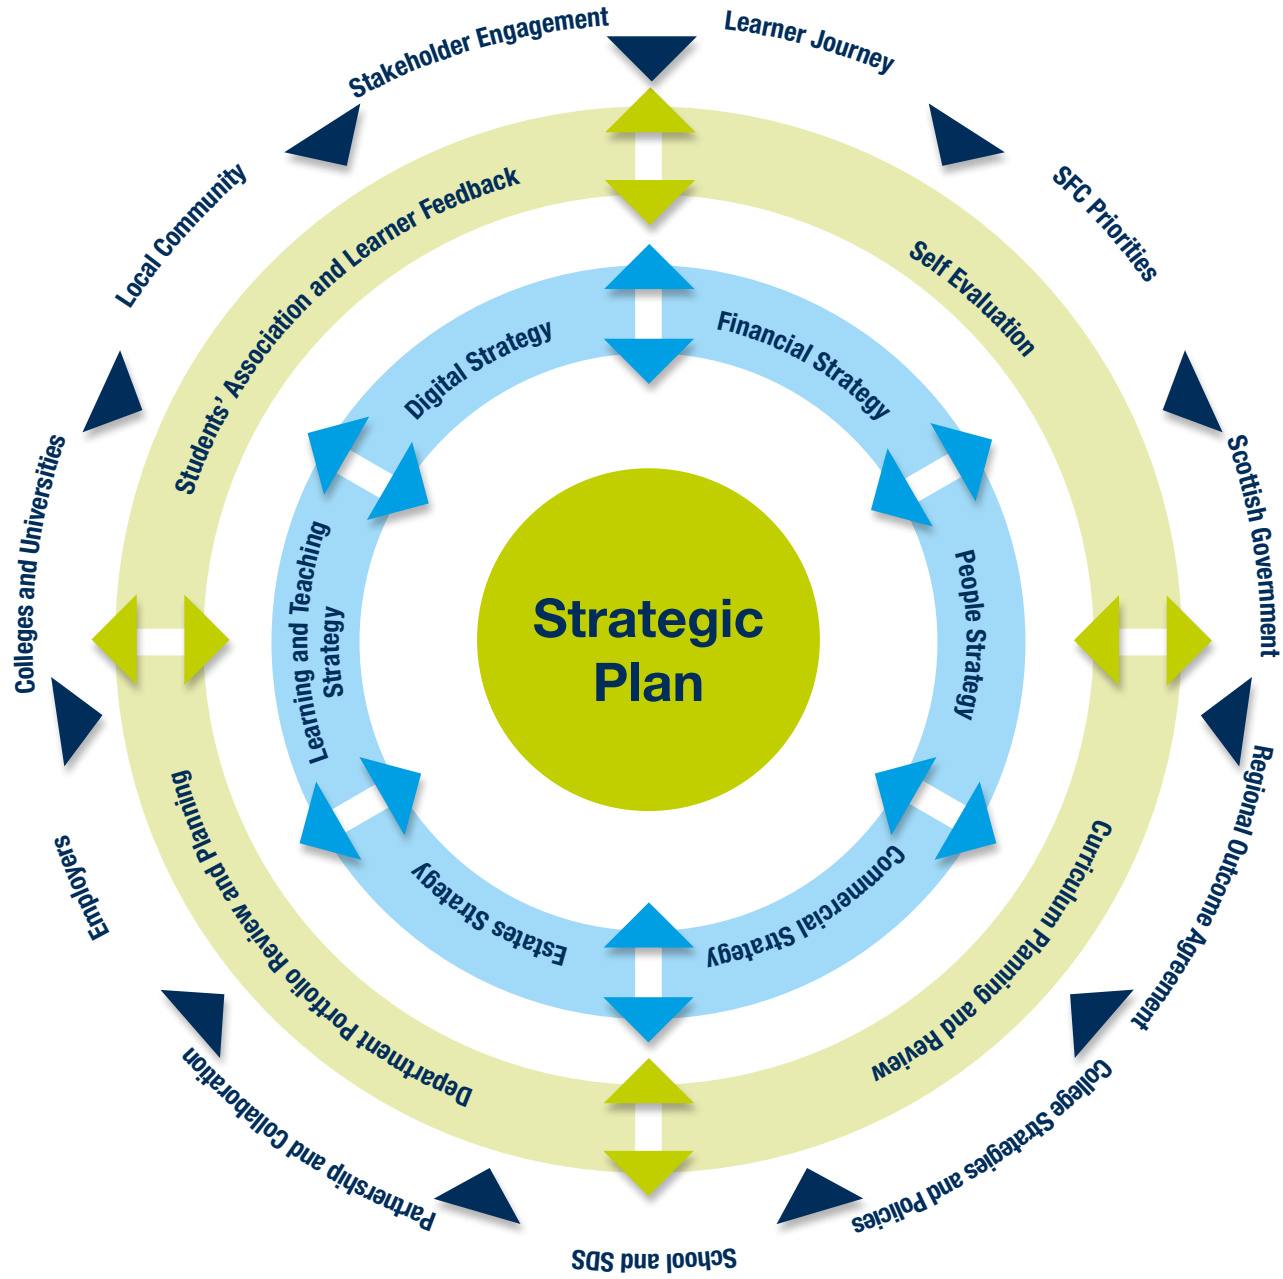 Learner Journey
SFC Priorities
Scottish Government
Regional Outcome Agreement
College Strategies and Policies
School and SDS
Partnership and Collaboration
Employers
Colleges and Universities
Local Community
Stakeholder Engagement
Self Evaluation
Curriculum Planning and Review
Department Portfolio Review and Planning
Students’ Association and Learner Feedback
Financial Strategy
People Strategy
Commercial Strategy
Estates Strategy
Learning and Teaching
Strategy
Digital Strategy
Strategic
Plan